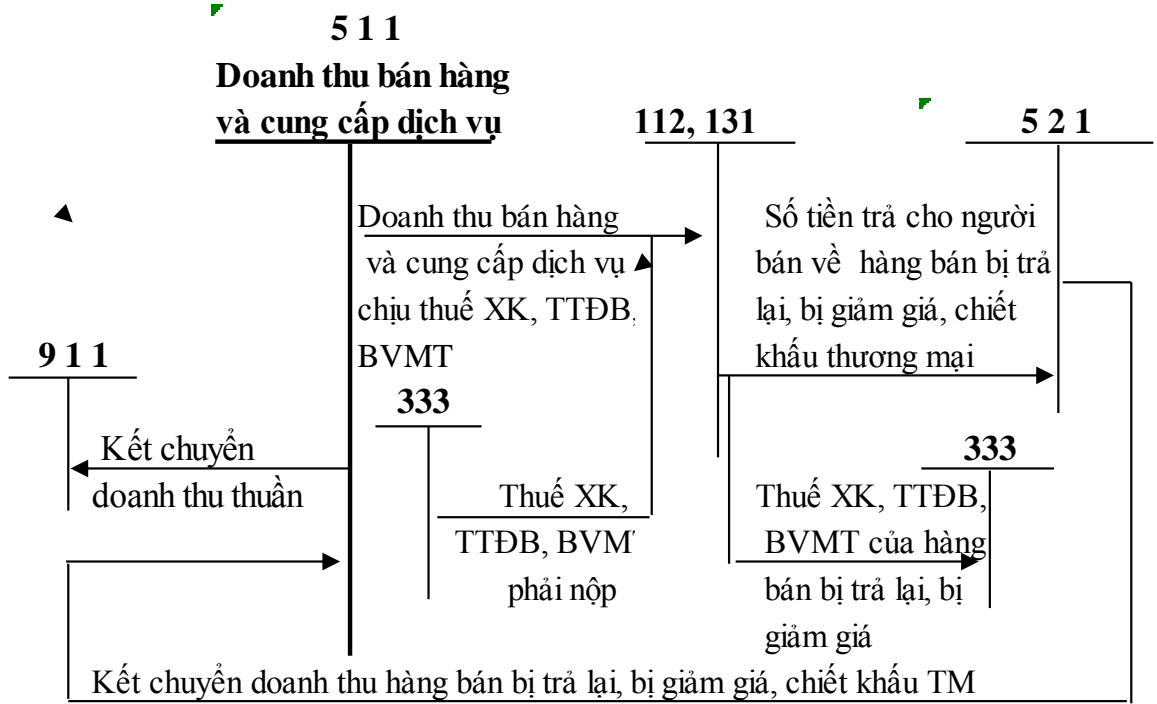 5 1 1
Doanh thu bán hàng
và cung cấp dịch vụ
112, 131
5 2 1
Doanh thu bán hàng
và cung cấp dịch vụ
chịu thuế XK, TTĐB,
BVMT
Số tiền trả cho người
bán về hàng bán bị trả
lại, bị giảm giá, chiết
khấu thương mại
9 1 1
333
Kết chuyển
doanh thu thuần
Thuế XK,
TTĐB, BVM
phải nộp
333
Thuế XK, TTĐB,
BVMT của hàng
bán bị trả lại, bị
giảm giá
Kết chuyển doanh thu hàng bán bị trả lại, bị giảm giá, chiết khấu TM